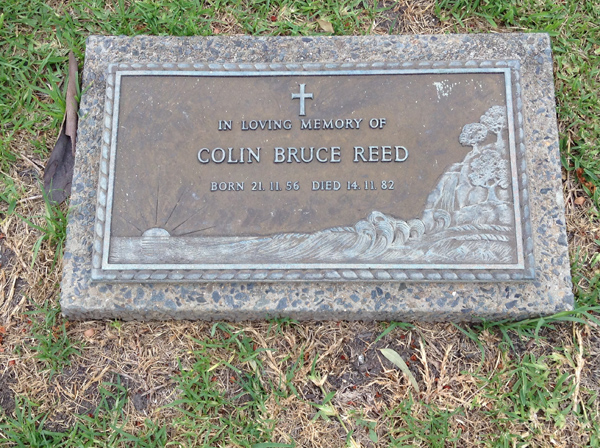 IN LOVING MEMORY OF
COLIN BRUCE REED
BORN 21.11.56 DIED 14.11.82